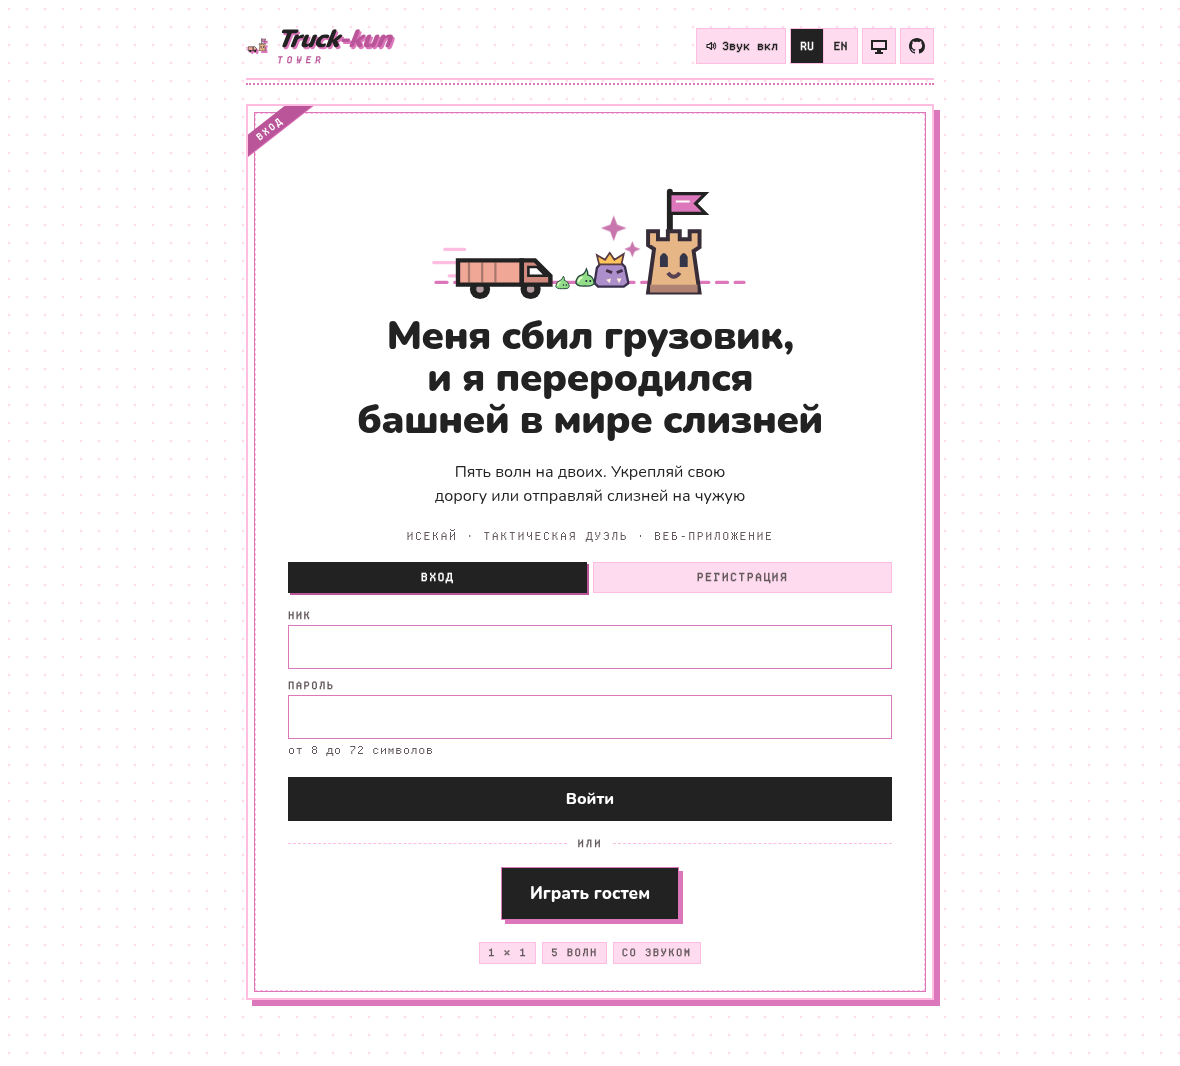 Truck-kun
TOWER
Звук вкл
RU
EN
ВХОД
Меня сбил грузовик,
и я переродился
башней в мире слизней
Пять волн на двоих. Укрепляй свою
дорогу или отправляй слизней на чужую
ИСЕКАЙ · ТАКТИЧЕСКАЯ ДУЭЛЬ · ВЕБ-ПРИЛОЖЕНИЕ
ВХОД
РЕГИСТРАЦИЯ
НИК
ПАРОЛЬ
от 8 до 72 символов
Войти
ИЛИ
Играть гостем
1 × 1
5 ВОЛН
СО ЗВУКОМ